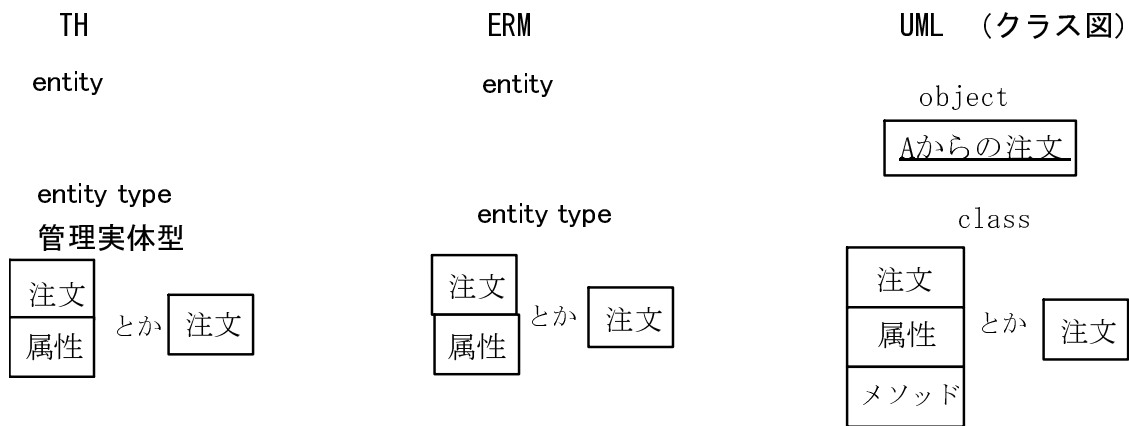 TH
entity
entity type
管理実体型
注文
属性
とか
注文
ERM
entity
entity type
注文
属性
とか
注文
UML （クラス図）
object
Aからの注文
class
注文
属性
メソッド
とか
注文